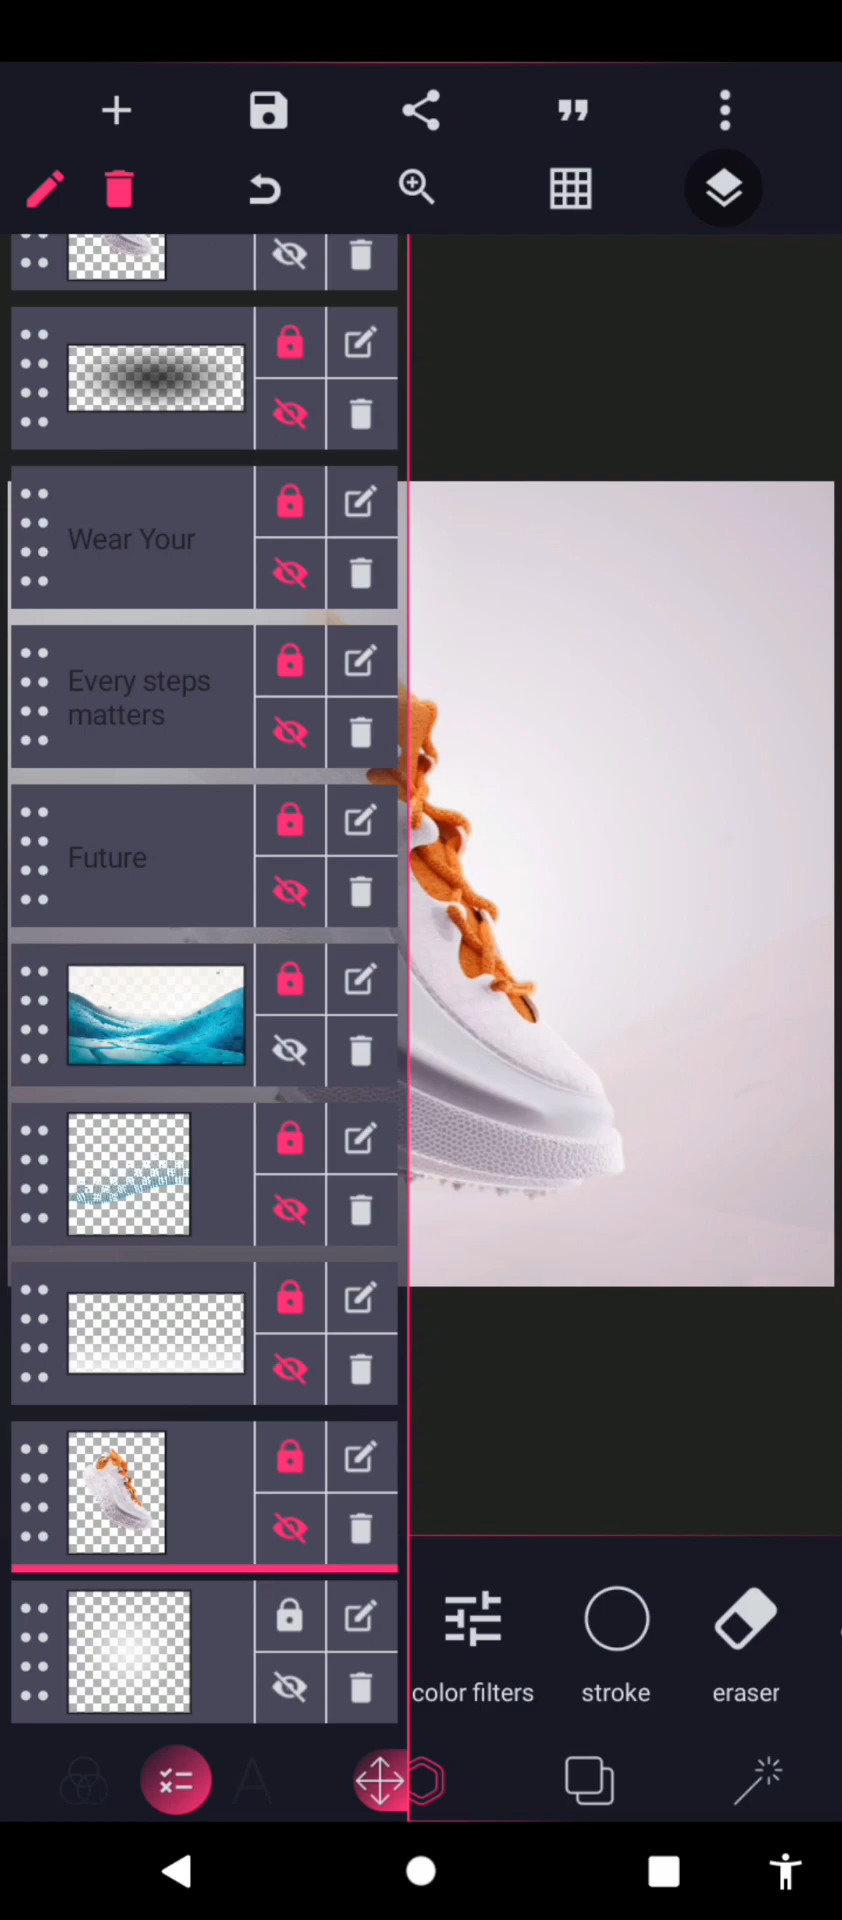 Wear Your
Every steps
matters
Future
color filters
stroke
eraser